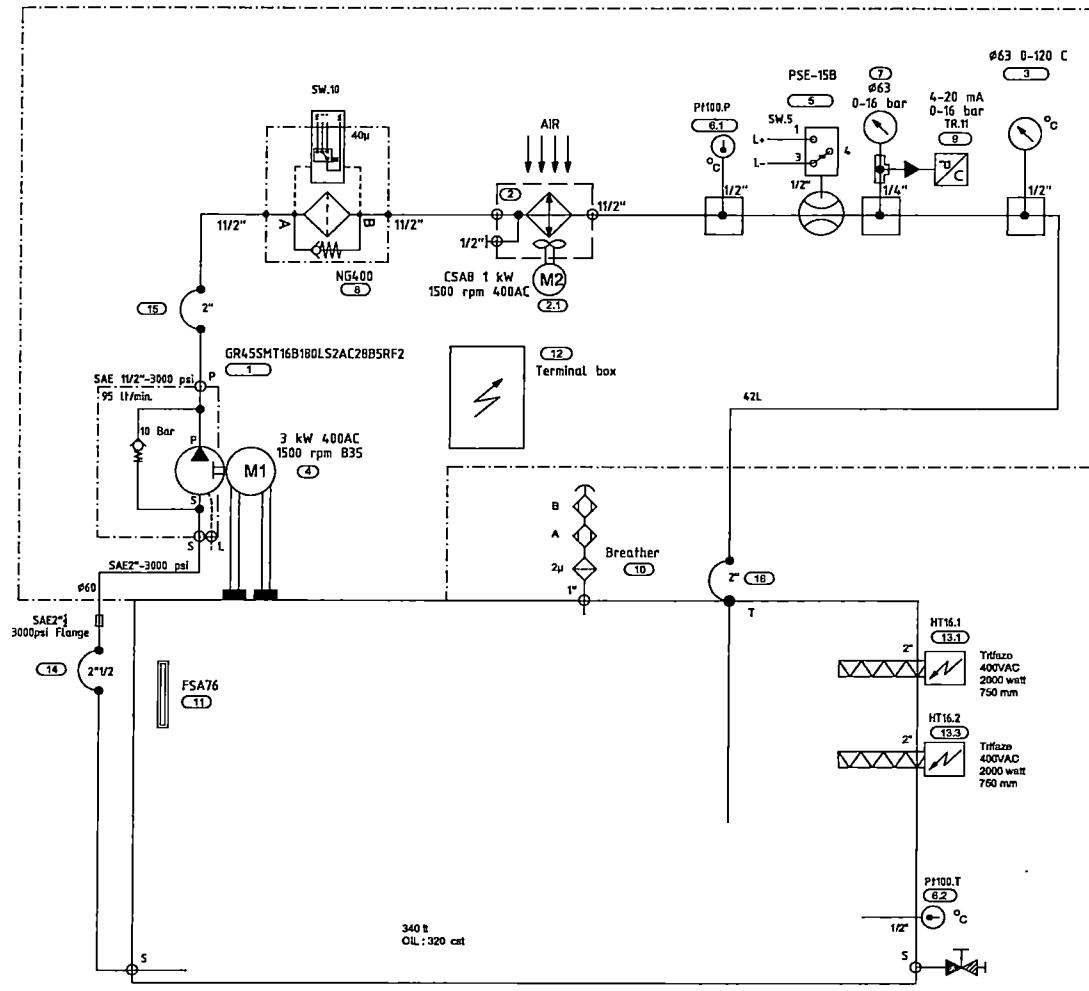 Ø63 0-120 C
3
°C
1/2"
PSE-15B
5
SW.5
L+
L-
1
3
4
1/2"
7
Ø63
0-16 bar
1/4"
4-20 mA
0-16 bar
TR.11
9
P
Pt100.P
6.1
°C
1/2"
AIR
2
11/2"
1/2"
M2
CSAB 1 kW
1500 rpm 400AC
2.1
SW.10
40µ
11/2"
A
B
11/2"
NG400
8
15
2"
GR45SMT16B180LS2AC28B5RF2
1
SAE 11/2"-3000 psi
P
95 lt/min.
10 Bar
P
S
M1
3 kW 400AC
1500 rpm B35
4
12
Terminal box
42L
S
L
SAE2"-3000 psi
Ø60
3000psi Flange
14
2"1/2
B
A
2µ
1"
Breather
10
2"
16
T
FSA76
11
HT16.1
13.1
2"
Trifaze
400VAC
2000 watt
750 mm
HT16.2
13.3
2"
Trifaze
400VAC
2000 watt
750 mm
Pt100.T
6.2
°C
1/2"
340 lt
OIL : 320 cst
S
S